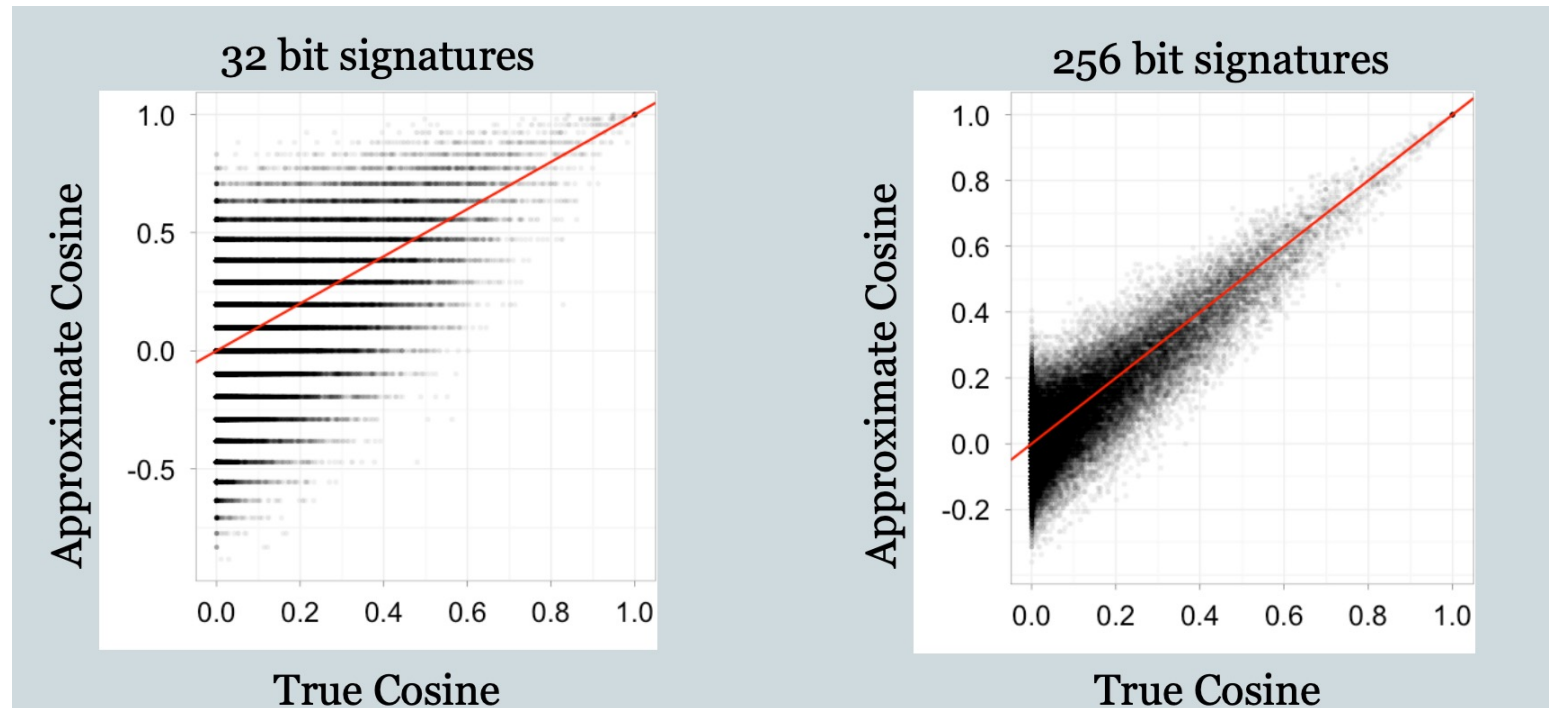 32 bit signatures
1.0
0.5
0.0
-0.5
0.0 0.2 0.4 0.6 0.8 1.0
Approximate Cosine
True Cosine
256 bit signatures
1.0
0.8
0.6
0.4
0.2
0.0
-0.2
0.0 0.2 0.4 0.6 0.8 1.0
Approximate Cosine
True Cosine